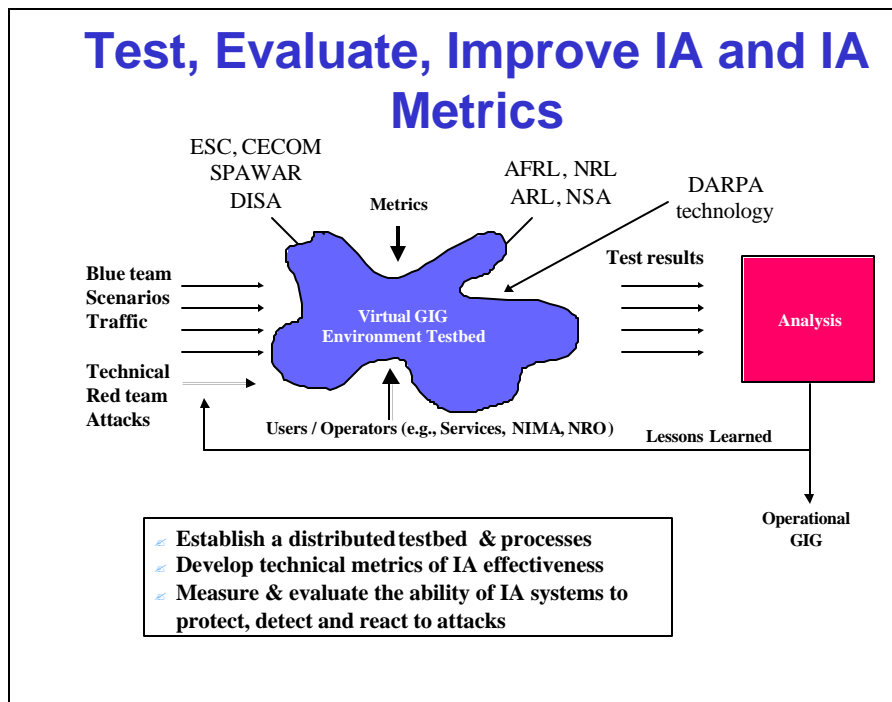 Test, Evaluate, Improve IA and IA
Metrics
ESC, CECOM
SPAWAR
DISA
Metrics
AFRL, NRL
ARL, NSA
DARPA
technology
Blue team
Scenarios
Traffic
Virtual GIG
Environment Testbed
Test results
Analysis
Technical
Red team
Attacks
Users / Operators (e.g., Services, NIMA, NRO)
Lessons Learned
Operational
GIG
Establish a distributed testbed & processes
Develop technical metrics of IA effectiveness
Measure & evaluate the ability of IA systems to
protect, detect and react to attacks